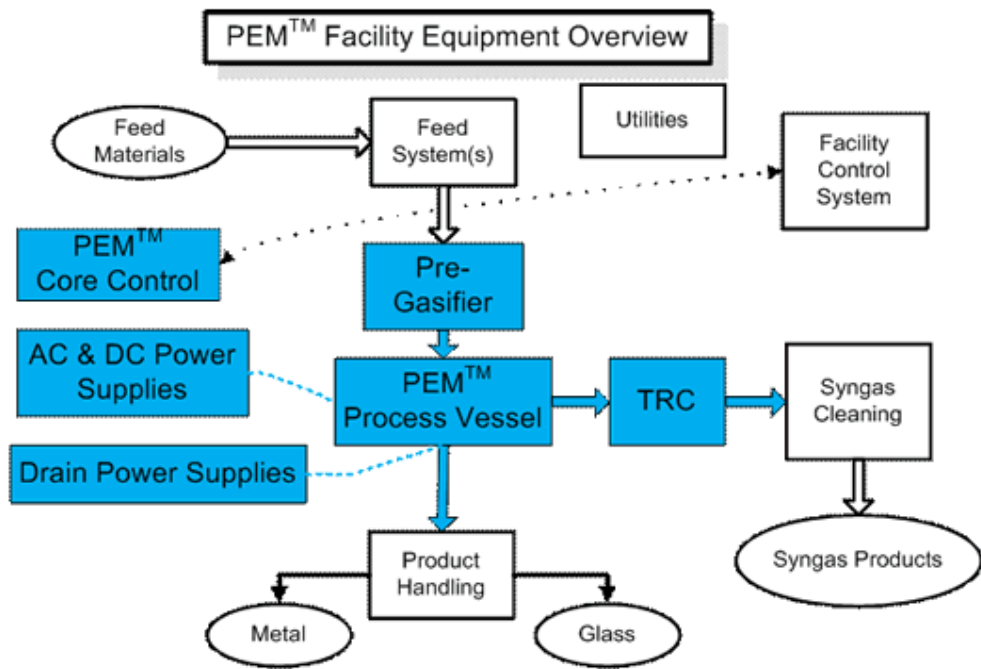 PEM™ Facility Equipment Overview
Feed
Materials
Feed
System(s)
Utilities
Facility
Control
System
PEM™
Core Control
Pre-
Gasifier
AC & DC Power
Supplies
PEM™
Process Vessel
TRC
Syngas
Cleaning
Drain Power Supplies
Product
Handling
Syngas Products
Metal
Glass